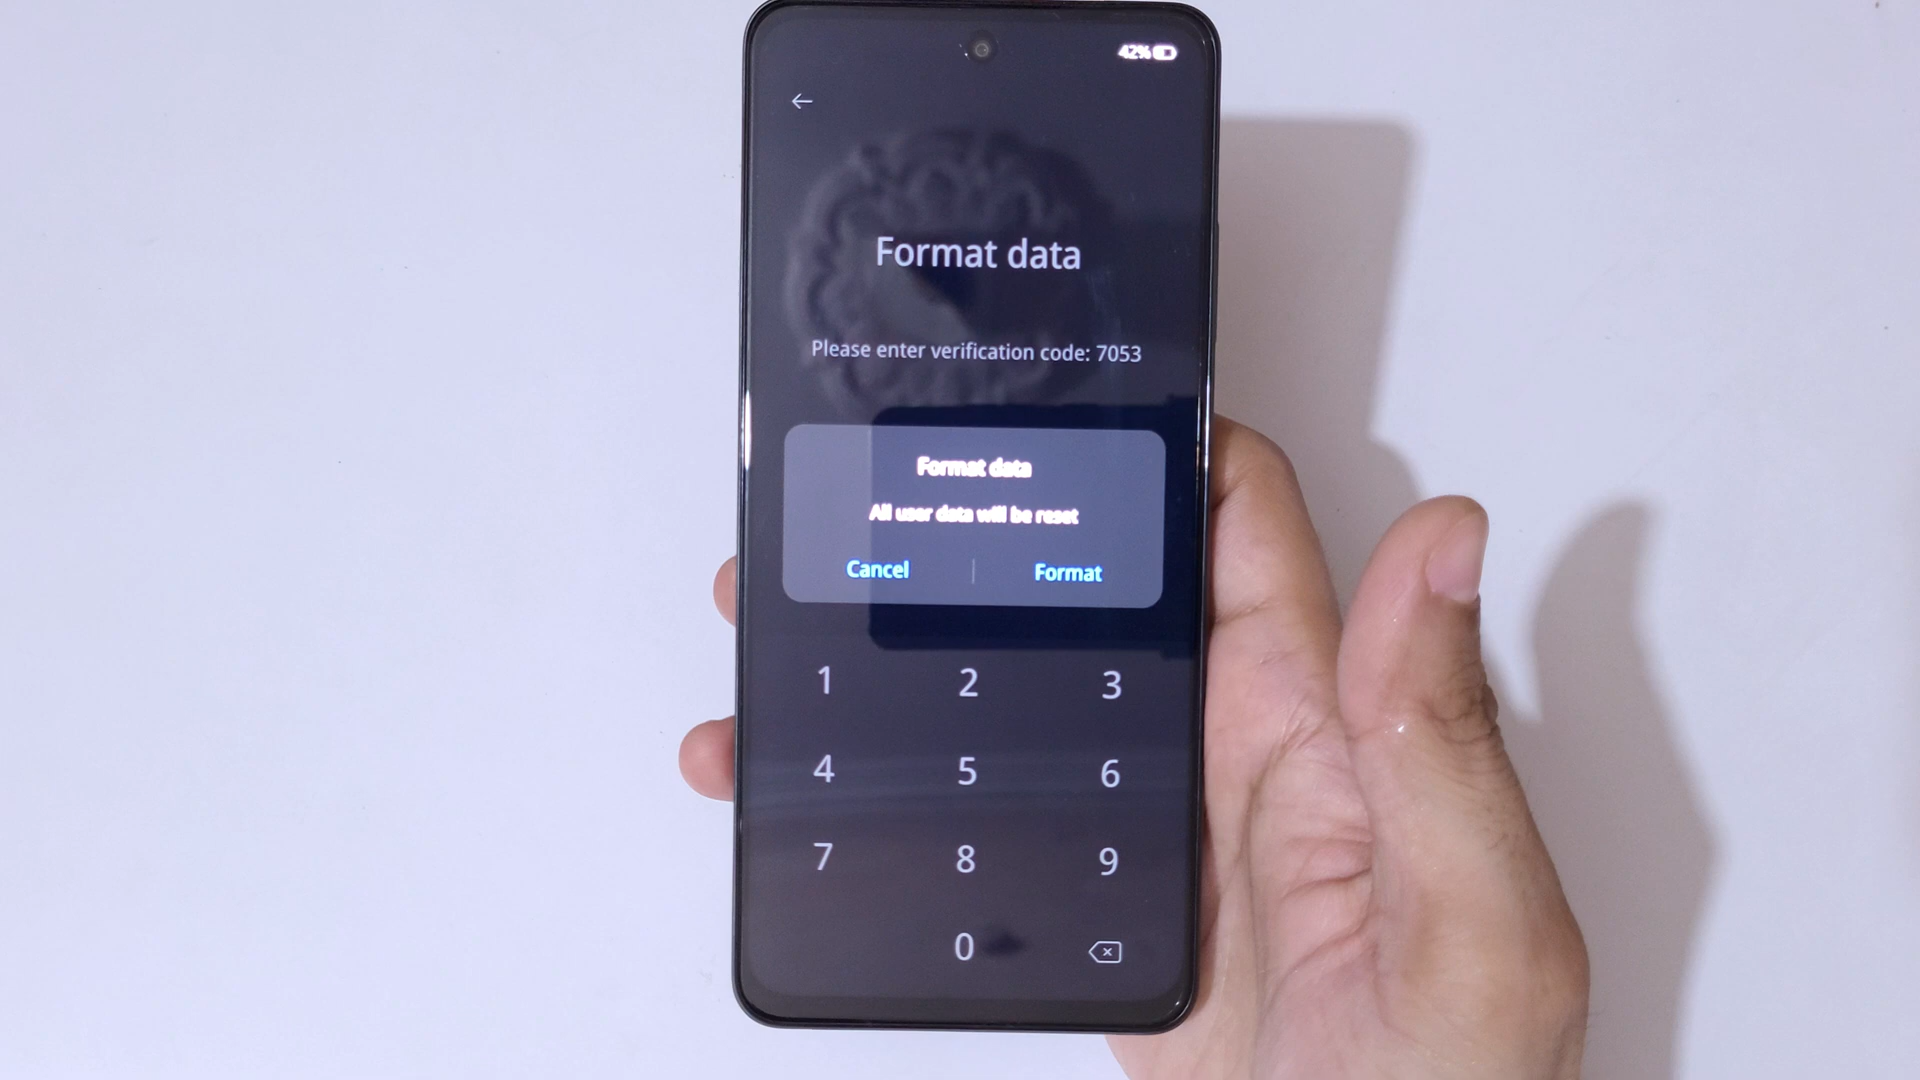 42%
Format data
Please enter verification code: 7053
Format data
All user data will be reset
Cancel | Format
1 2 3
4 5 6
7 8 9
0